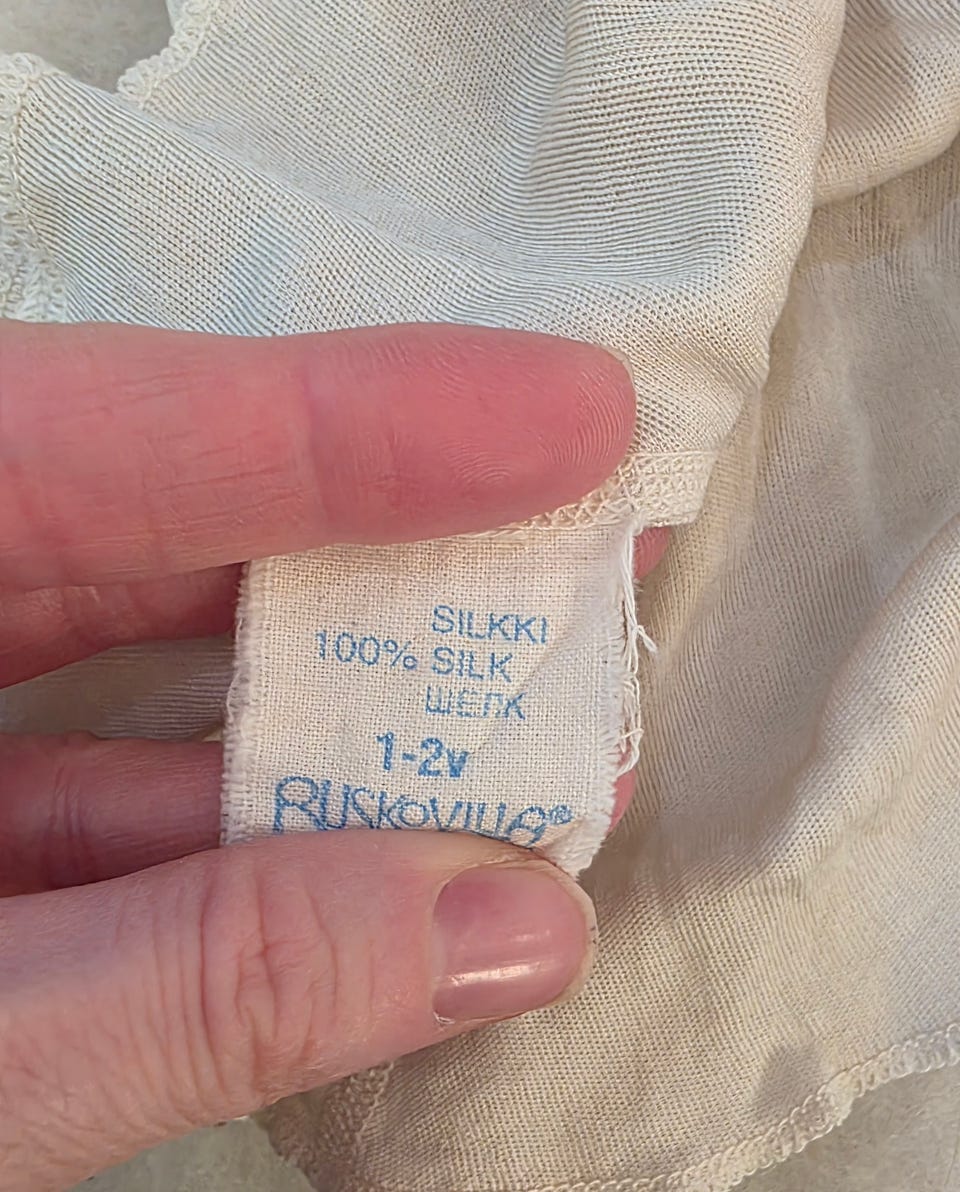 SILKKI
100% SILK
ШЕЛК
1-2v
RUSKOVILLA®